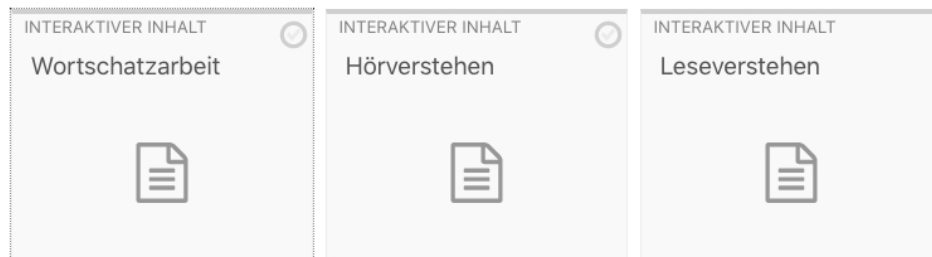 INTERAKTIVER INHALT
Wortschatzarbeit
INTERAKTIVER INHALT
Hörverstehen
INTERAKTIVER INHALT
Leseverstehen